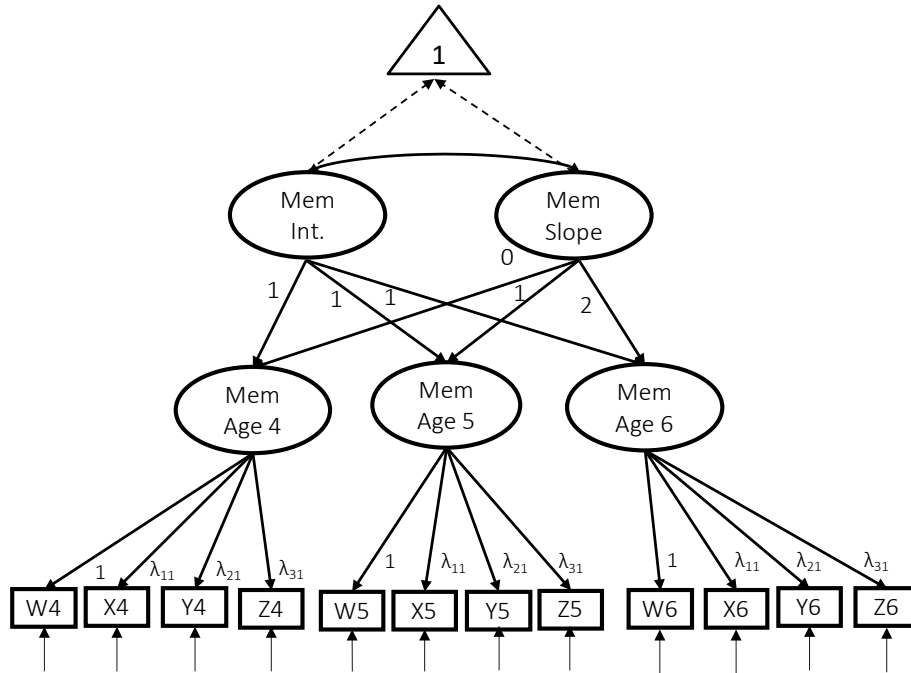 1
Mem
Int.
Mem
Slope
0
1
1
1
1
2
Mem
Age 4
Mem
Age 5
Mem
Age 6
1
λ11
λ21
λ31
1
λ11
λ21
λ31
1
λ11
λ21
λ31
W4
X4
Y4
Z4
W5
X5
Y5
Z5
W6
X6
Y6
Z6